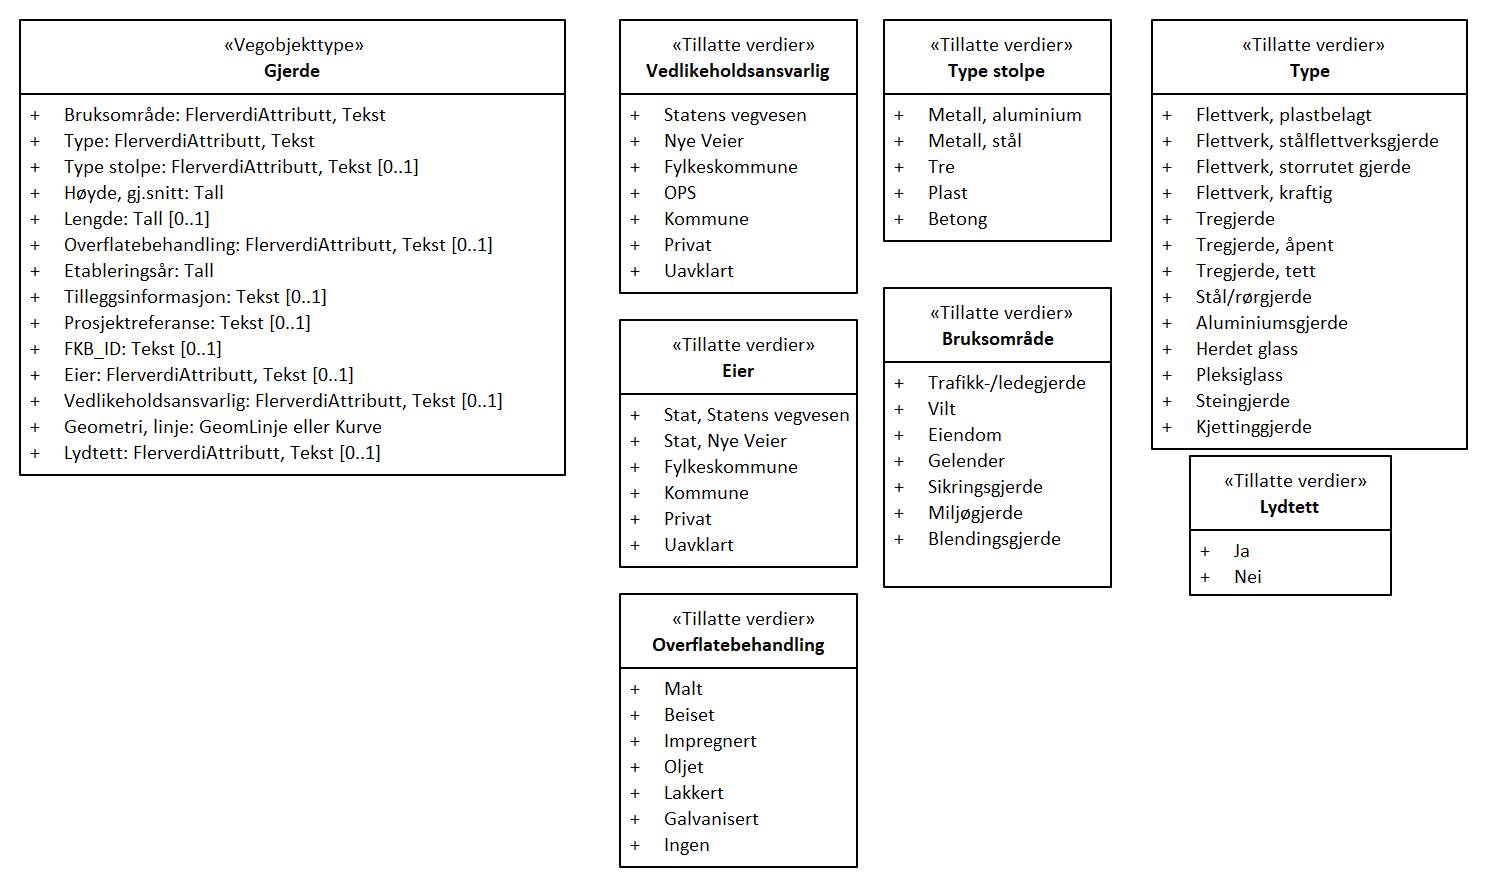 «Vegobjekttype»
Gjerde
+ Bruksområde: FlerverdiAttributt, Tekst
+ Type: FlerverdiAttributt, Tekst
+ Type stolpe: FlerverdiAttributt, Tekst [0..1]
+ Høyde, gj.snitt: Tall
+ Lengde: Tall [0..1]
+ Overflatebehandling: FlerverdiAttributt, Tekst [0..1]
+ Etableringsår: Tall
+ Tilleggsinformasjon: Tekst [0..1]
+ Prosjektreferanse: Tekst [0..1]
+ FKB_ID: Tekst [0..1]
+ Eier: FlerverdiAttributt, Tekst [0..1]
+ Vedlikeholdsansvarlig: FlerverdiAttributt, Tekst [0..1]
+ Geometri, linje: GeomLinje eller Kurve
+ Lydtett: FlerverdiAttributt, Tekst [0..1]
«Tillatte verdier»
Vedlikeholdsansvarlig
+ Statens vegvesen
+ Nye Veier
+ Fylkeskommune
+ OPS
+ Kommune
+ Privat
+ Uavklart
«Tillatte verdier»
Eier
+ Stat, Statens vegvesen
+ Stat, Nye Veier
+ Fylkeskommune
+ Kommune
+ Privat
+ Uavklart
«Tillatte verdier»
Overflatebehandling
+ Malt
+ Beiset
+ Impregnert
+ Oljet
+ Lakkert
+ Galvanisert
+ Ingen
«Tillatte verdier»
Type stolpe
+ Metall, aluminium
+ Metall, stål
+ Tre
+ Plast
+ Betong
«Tillatte verdier»
Bruksområde
+ Trafikk-/ledegjerde
+ Vilt
+ Eiendom
+ Gelender
+ Sikringsgjerde
+ Miljøgjerde
+ Blendingsgjerde
«Tillatte verdier»
Type
+ Flettverk, plastbelagt
+ Flettverk, stålflettverksgjerde
+ Flettverk, storrutet gjerde
+ Flettverk, kraftig
+ Tregjerde
+ Tregjerde, åpent
+ Tregjerde, tett
+ Stål/rørgjerde
+ Aluminiumsgjerde
+ Herdet glass
+ Pleksiglass
+ Steingjerde
+ Kjettinggjerde
«Tillatte verdier»
Lydtett
+ Ja
+ Nei